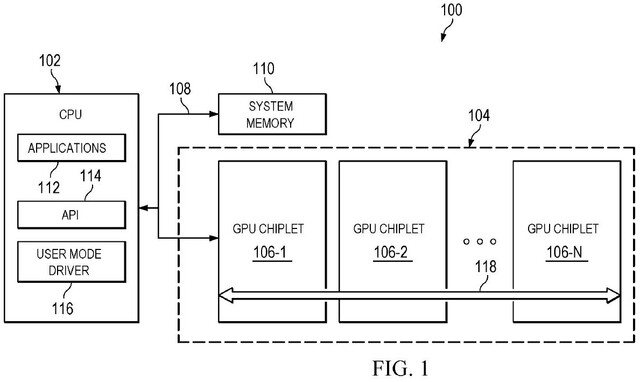 100
102
CPU
APPLICATIONS
112
114
API
USER MODE
DRIVER
116
108
110
SYSTEM
MEMORY
104
GPU CHIPLET
106-1
GPU CHIPLET
106-2
GPU CHIPLET
106-N
118
FIG. 1